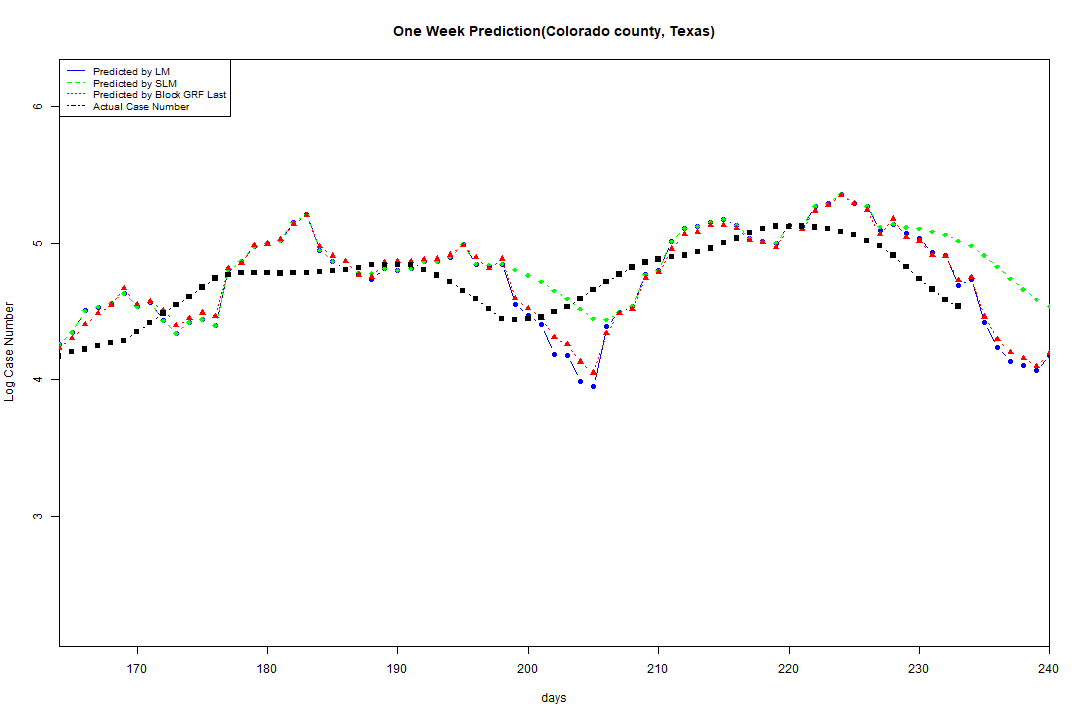 One Week Prediction(Colorado county, Texas)
Predicted by LM
Predicted by SLM
Predicted by Block GRF Last
Actual Case Number
6
5
4
3
Log Case Number
170 180 190 200 210 220 230 240
days